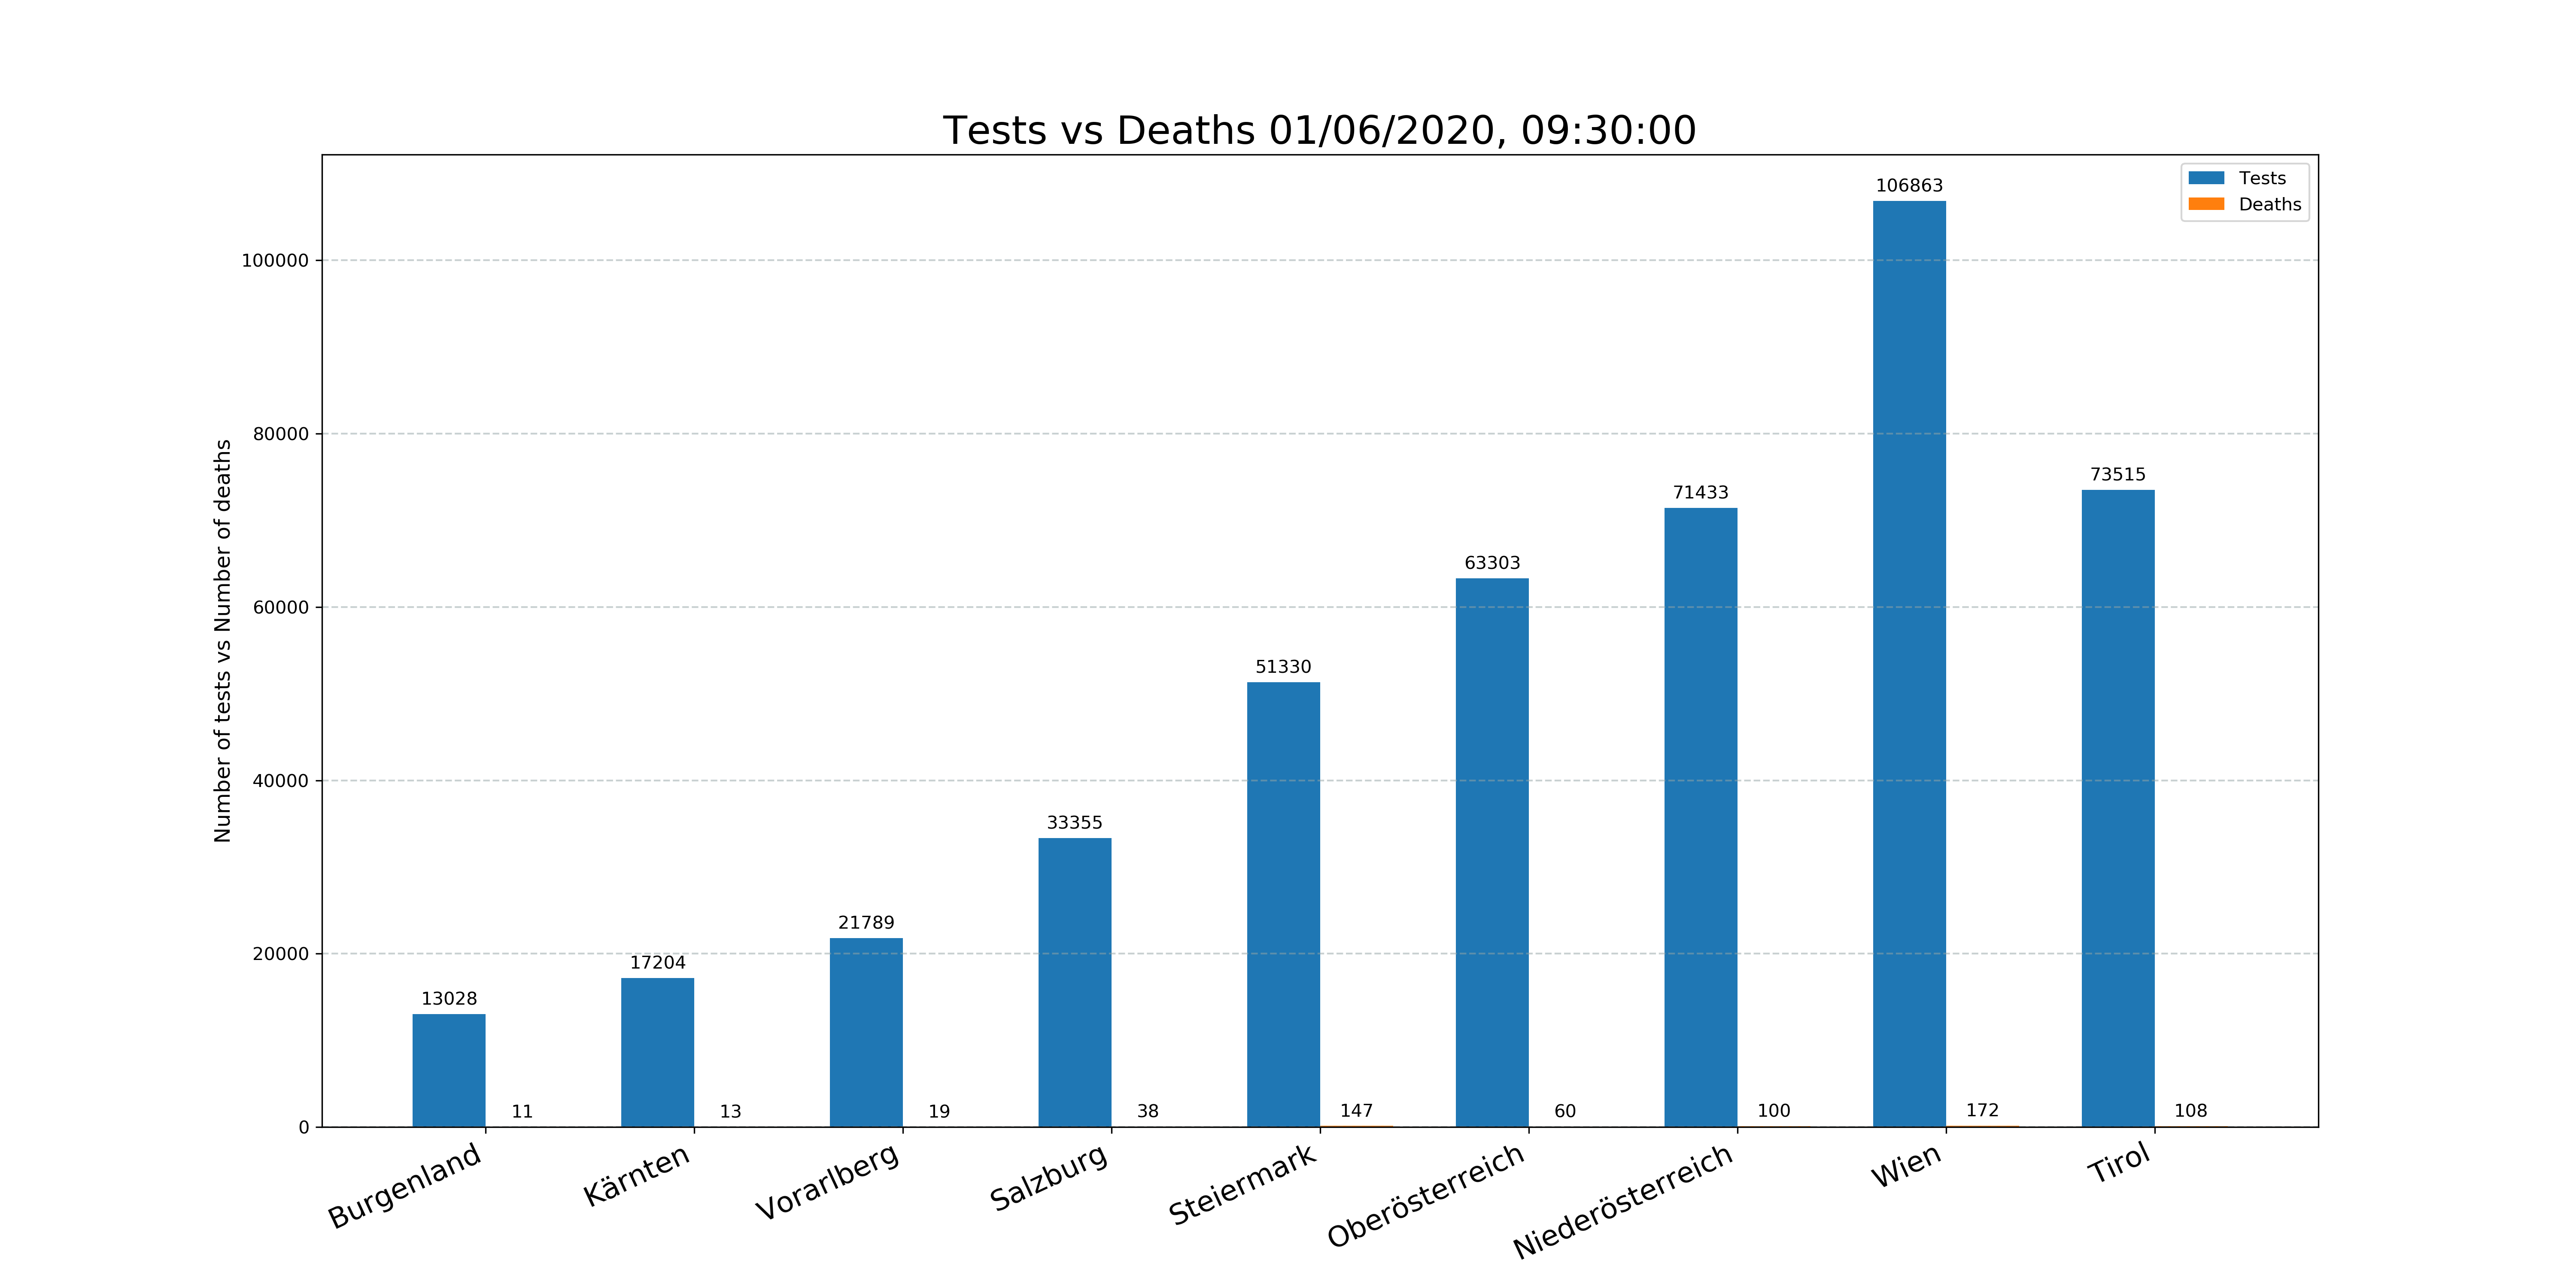 Tests vs Deaths 01/06/2020, 09:30:00
Tests
Deaths
Number of tests vs Number of deaths
100000
80000
60000
40000
20000
0
13028
11
17204
13
21789
19
33355
38
51330
147
63303
60
71433
100
106863
172
73515
108
Burgenland
Kärnten
Vorarlberg
Salzburg
Steiermark
Oberösterreich
Niederösterreich
Wien
Tirol